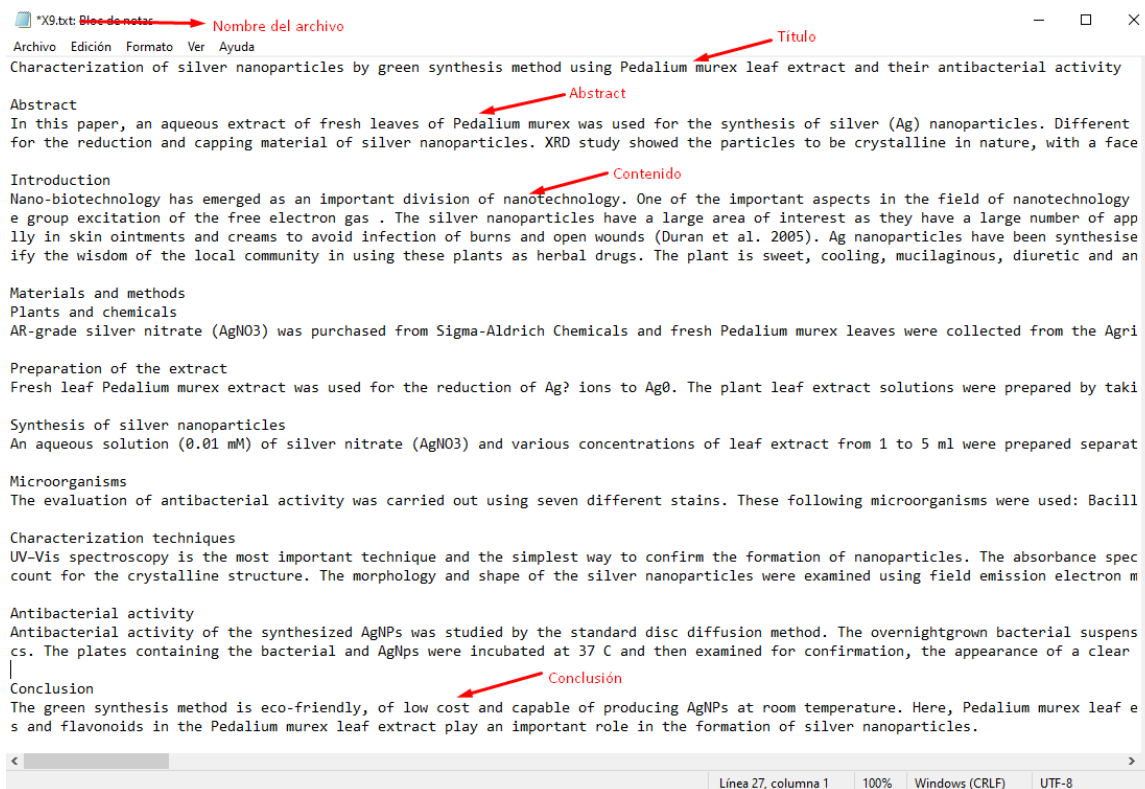 *X9.txt: Bloc de notas Nombre del archivo
Archivo Edición Formato Ver Ayuda
Título
Characterization of silver nanoparticles by green synthesis method using Pedalium murex leaf extract and their antibacterial activity
Abstract
Abstract
In this paper, an aqueous extract of fresh leaves of Pedalium murex was used for the synthesis of silver (Ag) nanoparticles. Different
for the reduction and capping material of silver nanoparticles. XRD study showed the particles to be crystalline in nature, with a face
Introduction
Contenido
Nano-biotechnology has emerged as an important division of nanotechnology. One of the important aspects in the field of nanotechnology
e group excitation of the free electron gas . The silver nanoparticles have a large area of interest as they have a large number of app
lly in skin ointments and creams to avoid infection of burns and open wounds (Duran et al. 2005). Ag nanoparticles have been synthesise
ify the wisdom of the local community in using these plants as herbal drugs. The plant is sweet, cooling, mucilaginous, diuretic and an
Materials and methods
Plants and chemicals
AR-grade silver nitrate (AgNO3) was purchased from Sigma-Aldrich Chemicals and fresh Pedalium murex leaves were collected from the Agri
Preparation of the extract
Fresh leaf Pedalium murex extract was used for the reduction of Ag? ions to Ag0. The plant leaf extract solutions were prepared by taki
Synthesis of silver nanoparticles
An aqueous solution (0.01 mM) of silver nitrate (AgNO3) and various concentrations of leaf extract from 1 to 5 ml were prepared separat
Microorganisms
The evaluation of antibacterial activity was carried out using seven different stains. These following microorganisms were used: Bacill
Characterization techniques
UV–Vis spectroscopy is the most important technique and the simplest way to confirm the formation of nanoparticles. The absorbance spec
count for the crystalline structure. The morphology and shape of the silver nanoparticles were examined using field emission electron m
Antibacterial activity
Antibacterial activity of the synthesized AgNPs was studied by the standard disc diffusion method. The overnightgrown bacterial suspens
cs. The plates containing the bacterial and AgNps were incubated at 37 C and then examined for confirmation, the appearance of a clear
Conclusión
Conclusion
The green synthesis method is eco-friendly, of low cost and capable of producing AgNPs at room temperature. Here, Pedalium murex leaf e
s and flavonoids in the Pedalium murex leaf extract play an important role in the formation of silver nanoparticles.
Línea 27, columna 1 100% Windows (CRLF) UTF-8